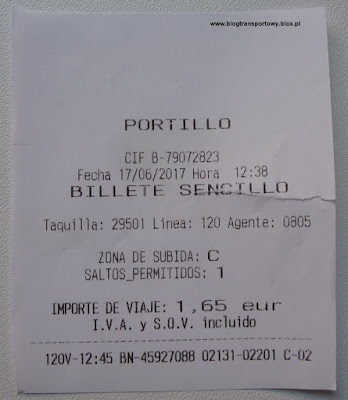 www.blogtransportowy.blox.pl
PORTILLO
CIF B-79072823
Fecha 17/06/2017 Hora 12:38
BILLETE SENCILLO
Taquilla: 29501 Linea: 120 Agente: 0805
ZONA DE SUBIDA: C
SALTOS_PERMITIDOS: 1
IMPORTE DE VIAJE: 1,65 eur
I.V.A. y S.O.V. incluido
120V-12:45 BN-45927088 02131-02201 C-02